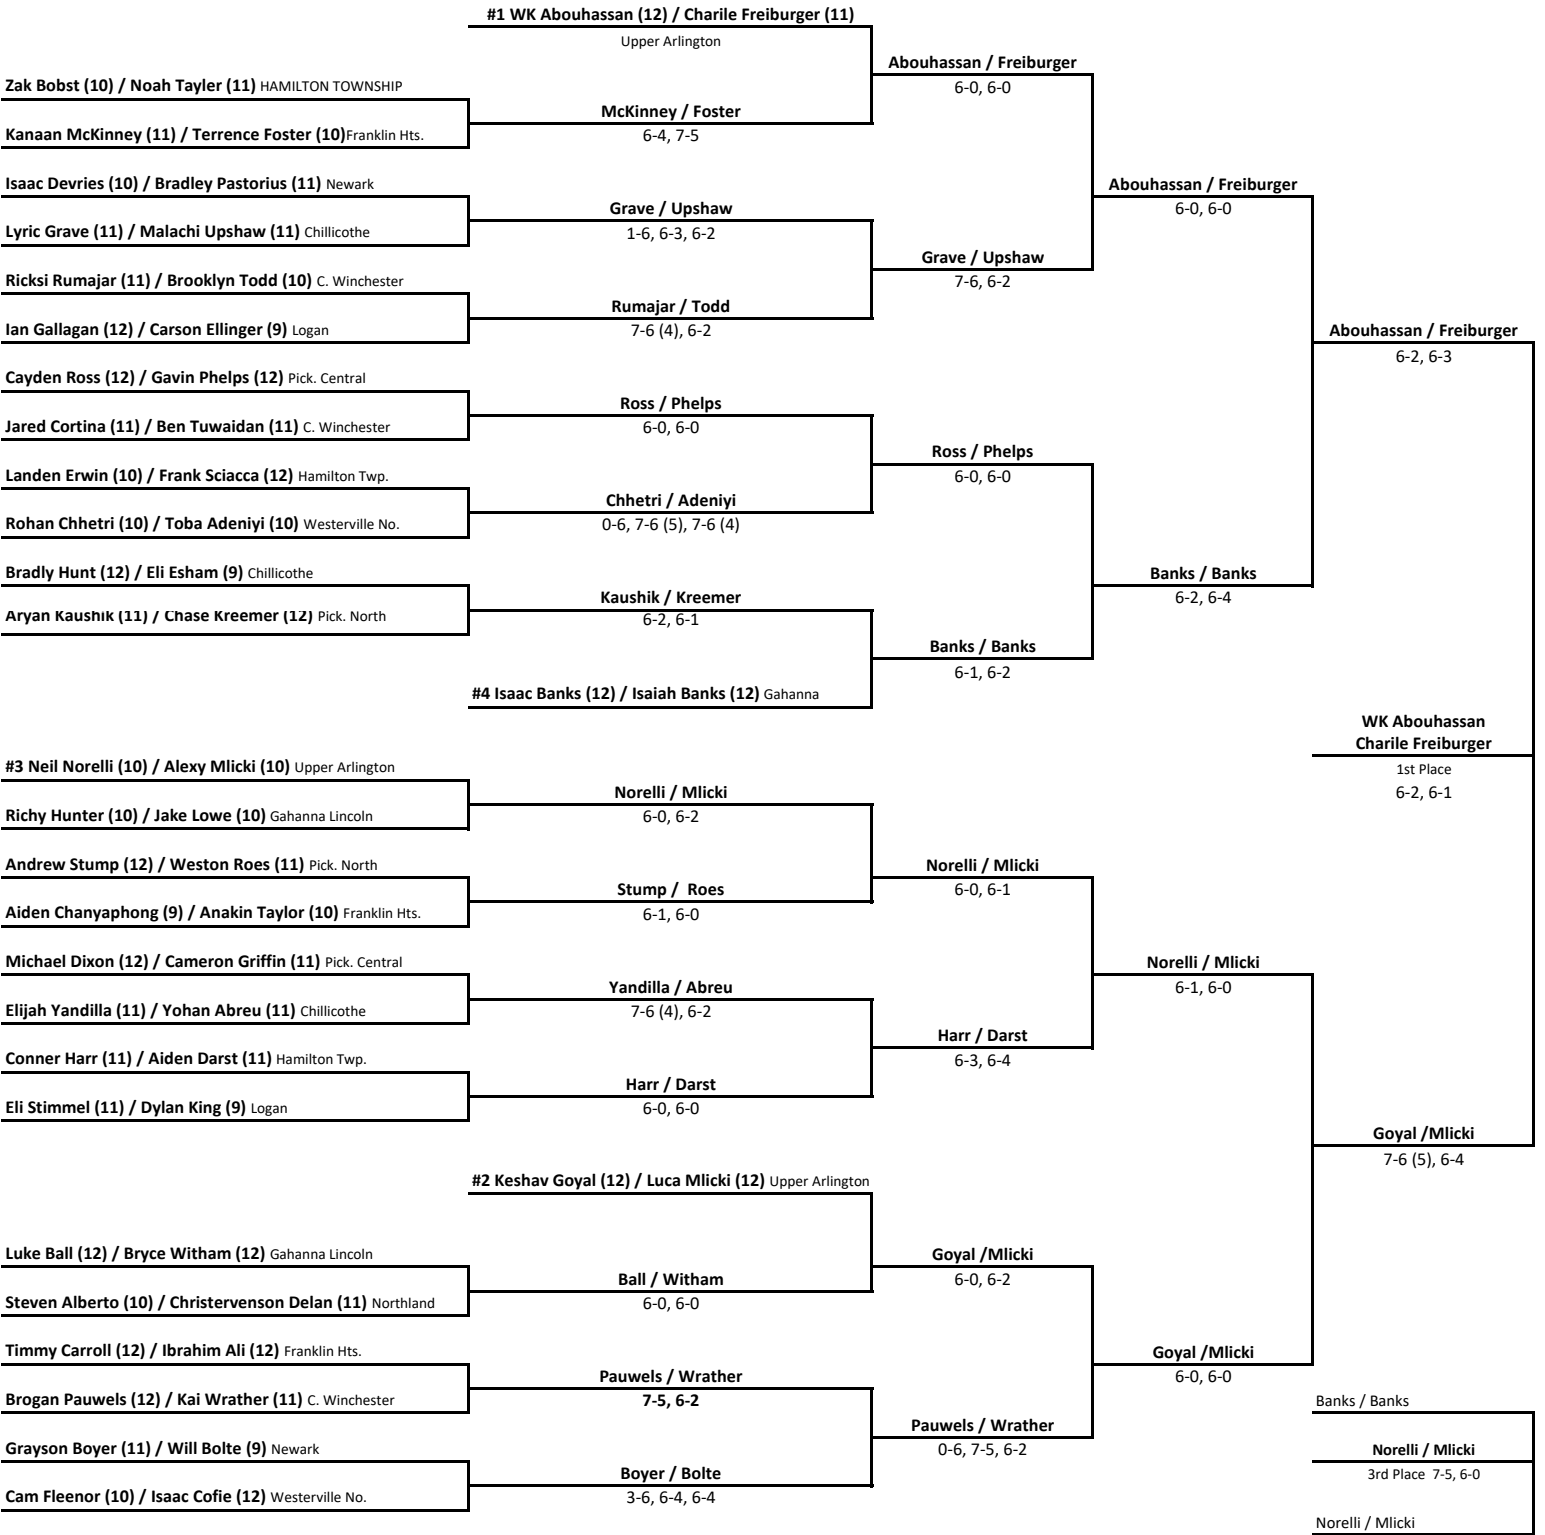 #1 WK Abouhassan (12) / Charile Freiburger (11)
Upper Arlington
Abouhassan / Freiburger
6-0, 6-0
Zak Bobst (10) / Noah Tayler (11) HAMILTON TOWNSHIP
McKinney / Foster
6-4, 7-5
Kanaan McKinney (11) / Terrence Foster (10)Franklin Hts.
Isaac Devries (10) / Bradley Pastorius (11) Newark
Abouhassan / Freiburger
6-0, 6-0
Grave / Upshaw
1-6, 6-3, 6-2
Lyric Grave (11) / Malachi Upshaw (11) Chillicothe
Grave / Upshaw
7-6, 6-2
Ricksi Rumajar (11) / Brooklyn Todd (10) C. Winchester
Rumajar / Todd
7-6 (4), 6-2
Ian Gallagan (12) / Carson Ellinger (9) Logan
Abouhassan / Freiburger
6-2, 6-3
Cayden Ross (12) / Gavin Phelps (12) Pick. Central
Ross / Phelps
6-0, 6-0
Jared Cortina (11) / Ben Tuwaidan (11) C. Winchester
Ross / Phelps
6-0, 6-0
Landen Erwin (10) / Frank Sciacca (12) Hamilton Twp.
Chhetri / Adeniyi
0-6, 7-6 (5), 7-6 (4)
Rohan Chhetri (10) / Toba Adeniyi (10) Westerville No.
Bradly Hunt (12) / Eli Esham (9) Chillicothe
Banks / Banks
6-2, 6-4
Kaushik / Kreemer
6-2, 6-1
Aryan Kaushik (11) / Chase Kreemer (12) Pick. North
Banks / Banks
6-1, 6-2
#4 Isaac Banks (12) / Isaiah Banks (12) Gahanna
WK Abouhassan
Charile Freiburger
1st Place
6-2, 6-1
#3 Neil Norelli (10) / Alexy Mlicki (10) Upper Arlington
Norelli / Mlicki
6-0, 6-2
Richy Hunter (10) / Jake Lowe (10) Gahanna Lincoln
Andrew Stump (12) / Weston Roes (11) Pick. North
Norelli / Mlicki
6-0, 6-1
Stump /  Roes
6-1, 6-0
Aiden Chanyaphong (9) / Anakin Taylor (10) Franklin Hts.
Michael Dixon (12) / Cameron Griffin (11) Pick. Central
Norelli / Mlicki
6-1, 6-0
Yandilla / Abreu
7-6 (4), 6-2
Elijah Yandilla (11) / Yohan Abreu (11) Chillicothe
Harr / Darst
6-3, 6-4
Conner Harr (11) / Aiden Darst (11) Hamilton Twp.
Harr / Darst
6-0, 6-0
Eli Stimmel (11) / Dylan King (9) Logan
Goyal /Mlicki
7-6 (5), 6-4
#2 Keshav Goyal (12) / Luca Mlicki (12) Upper Arlington
Luke Ball (12) / Bryce Witham (12) Gahanna Lincoln
Goyal /Mlicki
6-0, 6-2
Ball / Witham
6-0, 6-0
Steven Alberto (10) / Christervenson Delan (11) Northland
Timmy Carroll (12) / Ibrahim Ali (12) Franklin Hts.
Goyal /Mlicki
6-0, 6-0
Pauwels / Wrather
7-5, 6-2
Brogan Pauwels (12) / Kai Wrather (11) C. Winchester
Banks / Banks
Pauwels / Wrather
0-6, 7-5, 6-2
Grayson Boyer (11) / Will Bolte (9) Newark
Norelli / Mlicki
3rd Place  7-5, 6-0
Boyer / Bolte
3-6, 6-4, 6-4
Cam Fleenor (10) / Isaac Cofie (12) Westerville No.
Norelli / Mlicki